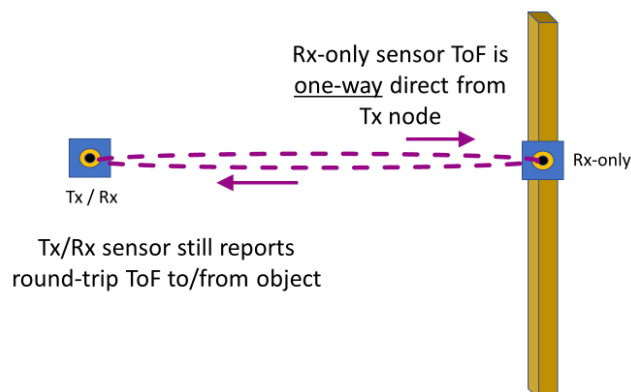 Rx-only sensor ToF is
one-way direct from
Tx node
Rx-only
Tx / Rx
Tx/Rx sensor still reports
round-trip ToF to/from object